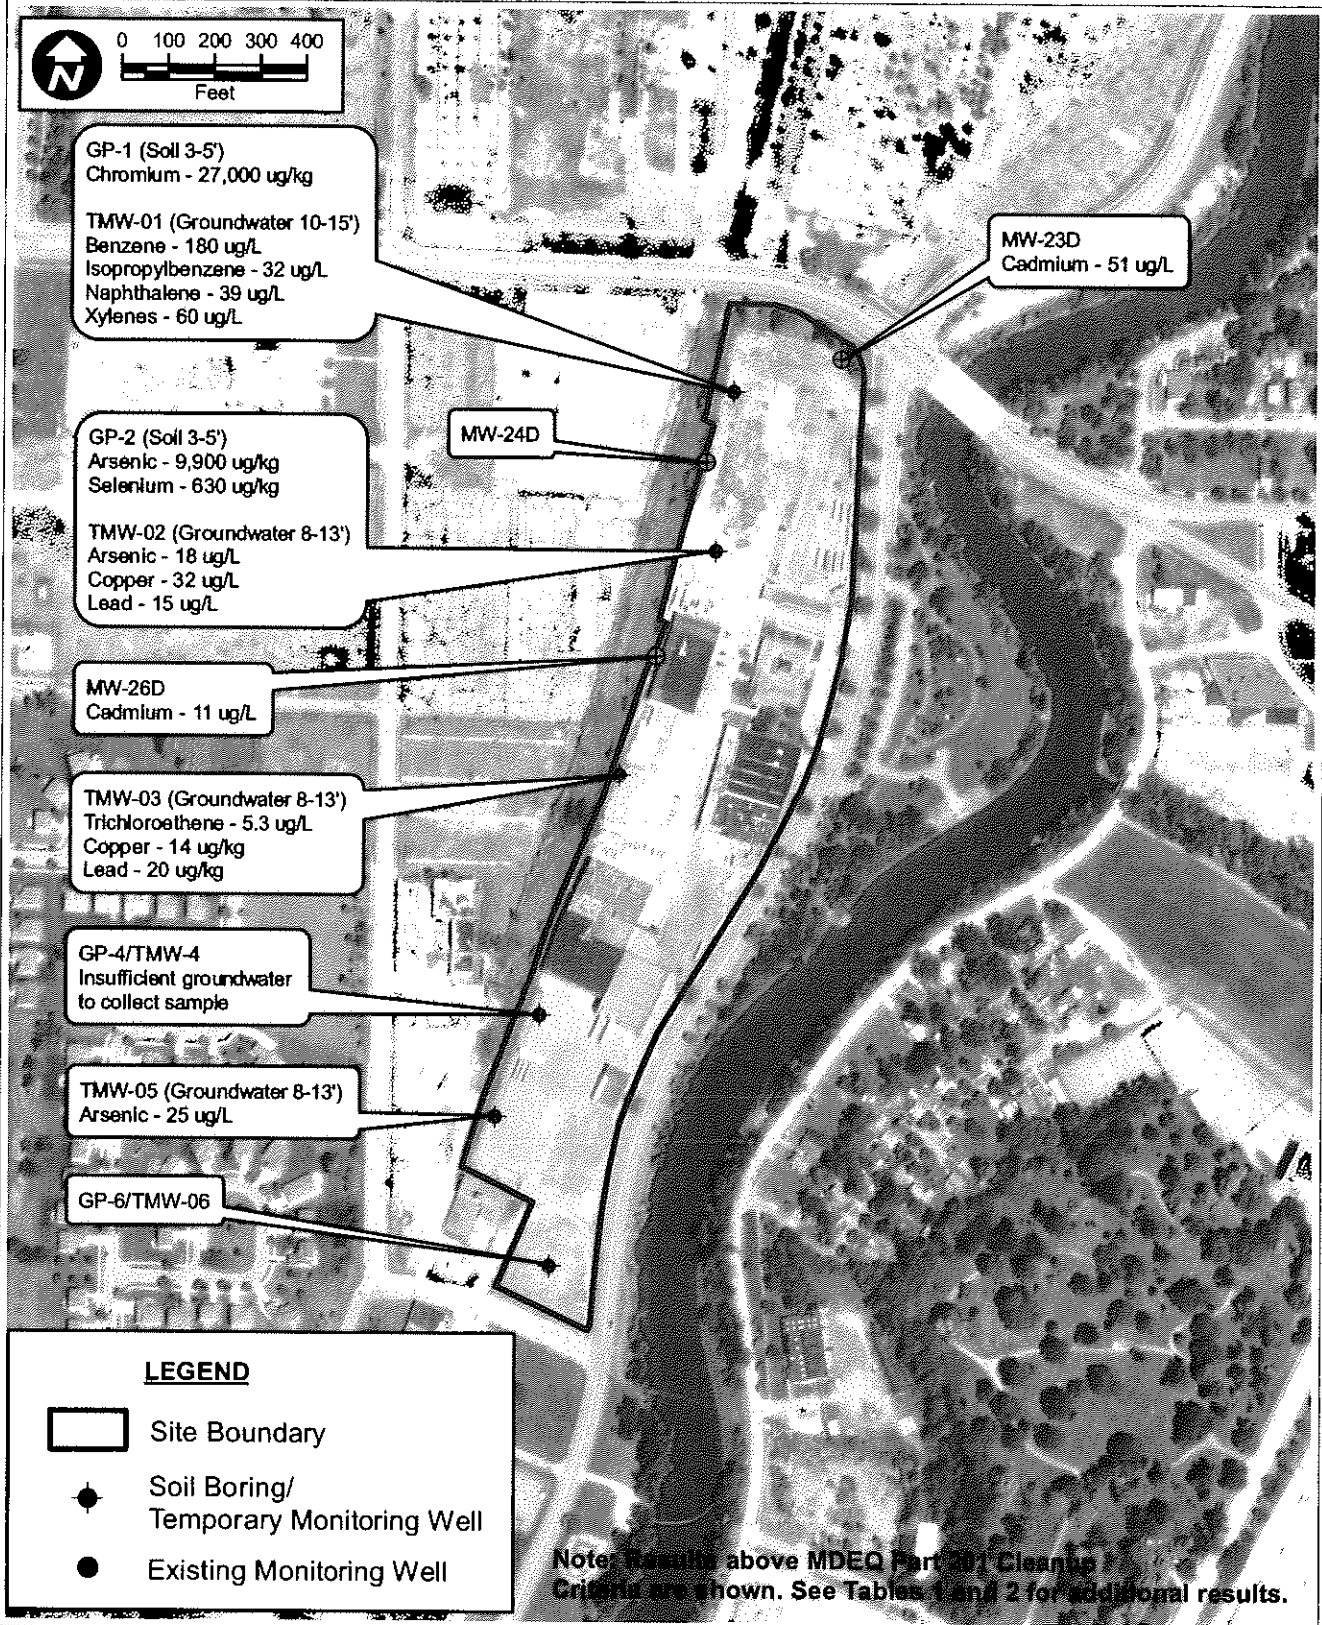 N
0 100 200 300 400
Feet
GP-1 (Soil 3-5')
Chromium - 27,000 ug/kg
TMW-01 (Groundwater 10-15')
Benzene - 180 ug/L
Isopropylbenzene - 32 ug/L
Naphthalene - 39 ug/L
Xylenes - 60 ug/L
MW-23D
Cadmium - 51 ug/L
GP-2 (Soil 3-5')
Arsenic - 9,900 ug/kg
Selenium - 630 ug/kg
TMW-02 (Groundwater 8-13')
Arsenic - 18 ug/L
Copper - 32 ug/L
Lead - 15 ug/L
MW-24D
MW-26D
Cadmium - 11 ug/L
TMW-03 (Groundwater 8-13')
Trichloroethene - 5.3 ug/L
Copper - 14 ug/kg
Lead - 20 ug/kg
GP-4/TMW-4
Insufficient groundwater
to collect sample
TMW-05 (Groundwater 8-13')
Arsenic - 25 ug/L
GP-6/TMW-06
LEGEND
Site Boundary
Soil Boring/
Temporary Monitoring Well
Existing Monitoring Well
Note: Results above MDEQ Part 201 Cleanup
Criteria are shown. See Tables 1 and 2 for additional results.